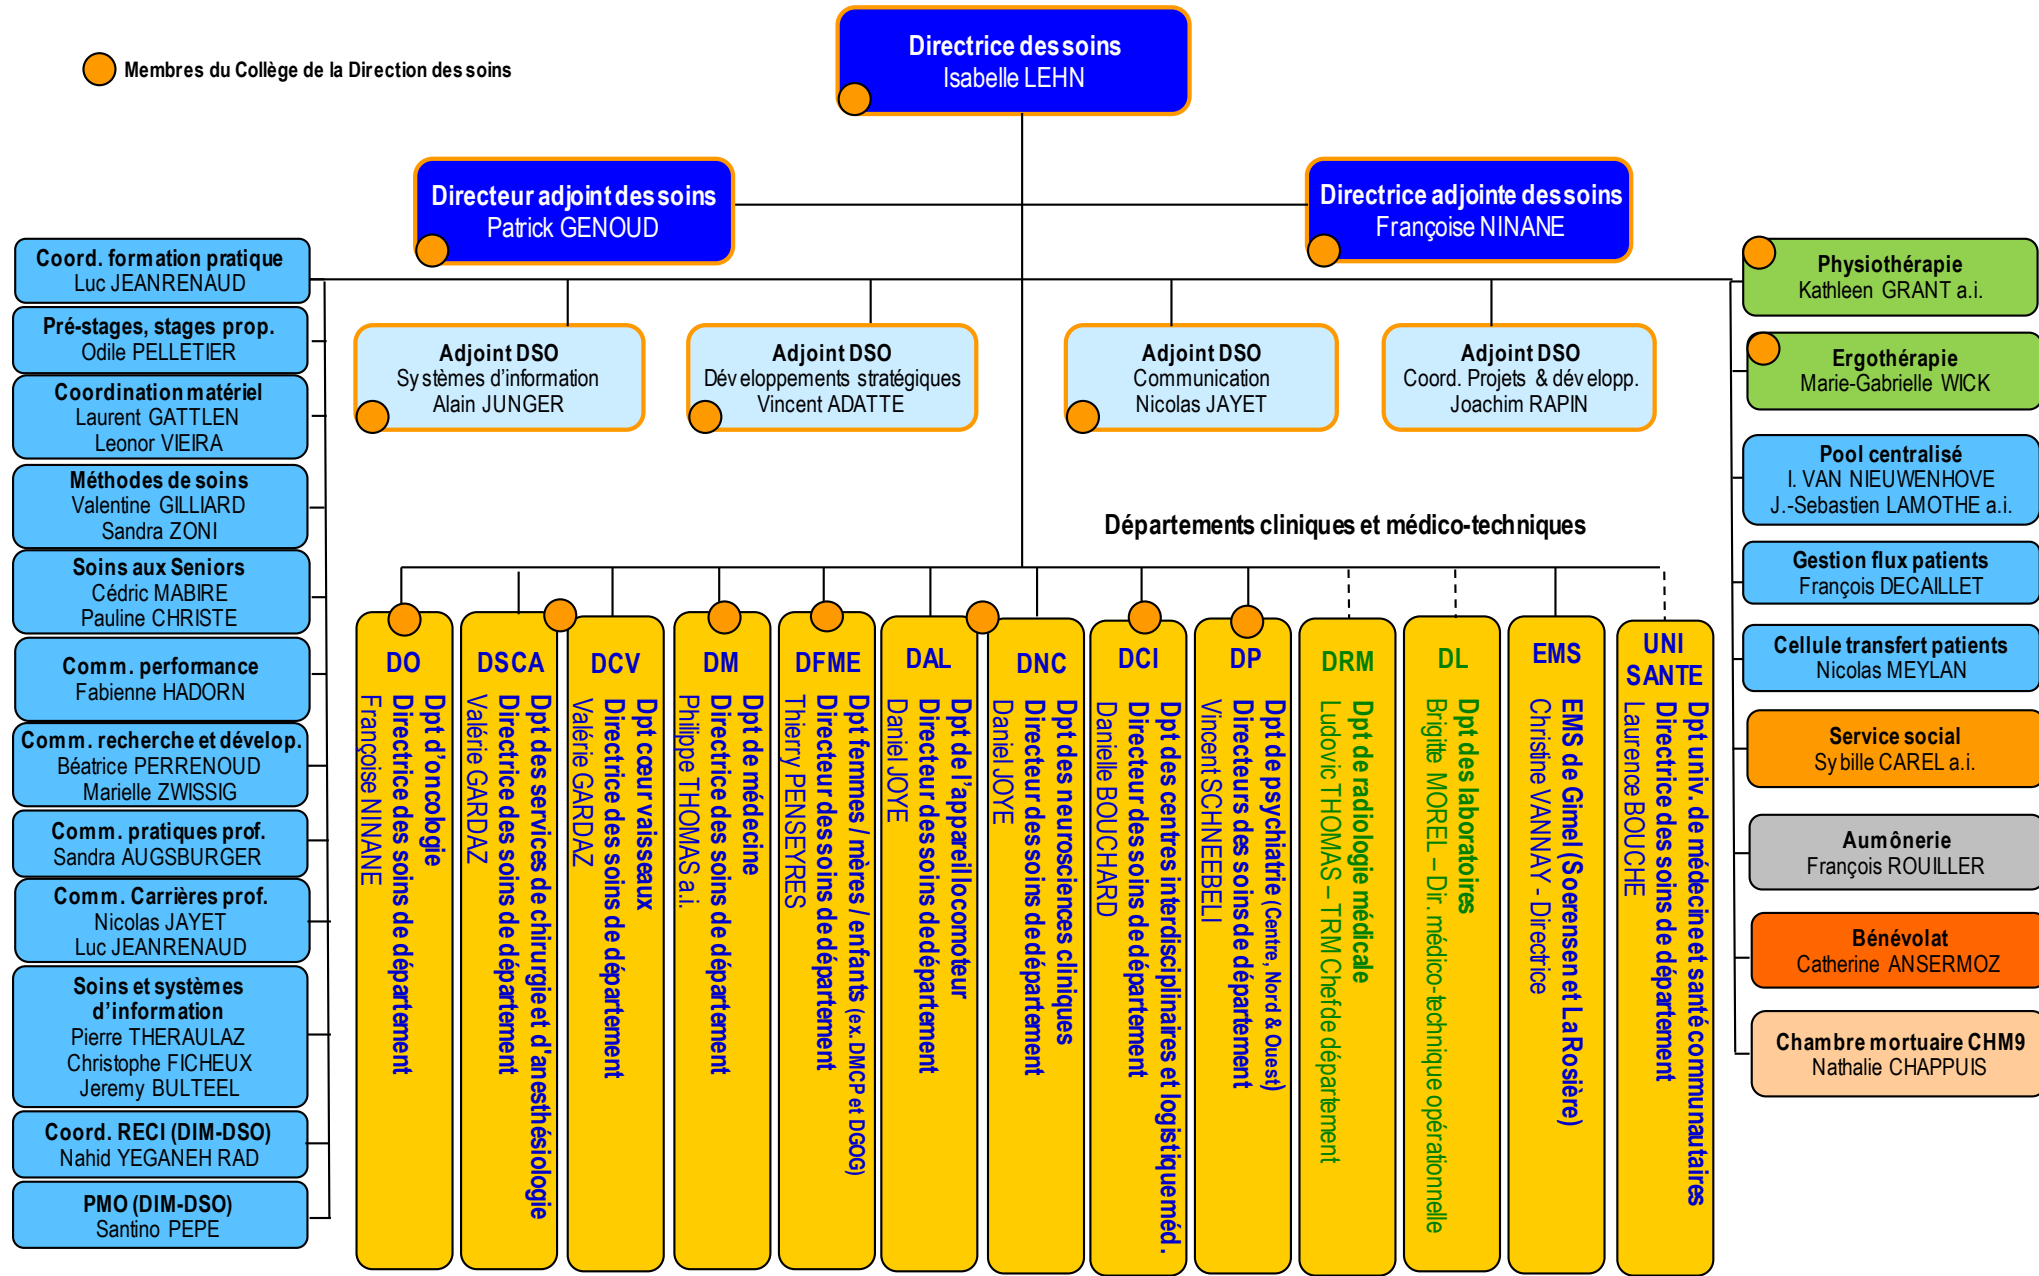 Membres du Collège de la Direction des soins
Directrice des soins
Isabelle LEHN
Directeur adjoint des soins
Patrick GENOUD
Directrice adjointe des soins
Françoise NINANE
Coord. formation pratique
Luc JEANRENAUD
Pré-stages, stages prop.
Odile PELLETIER
Coordination matériel
Laurent GATTLEN
Leonor VIEIRA
Méthodes de soins
Valentine GILLIARD
Sandra ZONI
Soins aux Seniors
Cédric MABIRE
Pauline CHRISTE
Comm. performance
Fabienne HADORN
Comm. recherche et dévelop.
Béatrice PERRENOUD
Marielle ZWISSIG
Comm. pratiques prof.
Sandra AUGSBURGER
Comm. Carrières prof.
Nicolas JAYET
Luc JEANRENAUD
Soins et systèmes
d'information
Pierre THERAULAZ
Christophe FICHEUX
Jeremy BULTEEL
Coord. RECI (DIM-DSO)
Nahid YEGANEH RAD
PMO (DIM-DSO)
Santino PEPE
Adjoint DSO
Systèmes d'information
Alain JUNGER
Adjoint DSO
Développements stratégiques
Vincent ADATTE
Adjoint DSO
Communication
Nicolas JAYET
Adjoint DSO
Coord. Projets & développ.
Joachim RAPIN
Départements cliniques et médico-techniques
DO
Dpt d'oncologie
Directrice des soins de département
Françoise NINANE
DSCA
Dpt des services de chirurgie et d'anesthésiologie
Directrice des soins de département
Valérie GARDAZ
DCV
Dpt cœur vaisseaux
Directrice des soins de département
Valérie GARDAZ
DM
Dpt de médecine
Directrice des soins de département
Philippe THOMAS a.i.
DFME
Dpt femmes / mères / enfants (ex. DMCP et DGOG)
Directeur des soins de département
Thierry PENSEYRES
DAL
Dpt de l'appareil locomoteur
Directeur des soins de département
Daniel JOYE
DNC
Dpt des neurosciences cliniques
Directeur des soins de département
Daniel JOYE
DCI
Dpt des centres interdisciplinaires et logistique méd.
Directeur des soins de département
Danielle BOUCHARD
DP
Dpt de psychiatrie (Centre, Nord & Ouest)
Directeurs des soins de département
Vincent SCHNEEBELI
DRM
Dpt de radiologie médicale
Ludovic THOMAS – TRM Chef de département
DL
Dpt des laboratoires
Brigitte MOREL – Dir. médico-technique opérationnelle
EMS
EMS de Gimel (Soerensen et La Rosière)
Christine VANNAY - Directrice
UNI
SANTE
Dpt univ. de médecine et santé communautaires
Directrice des soins de département
Laurence BOUCHE
Physiothérapie
Kathleen GRANT a.i.
Ergothérapie
Marie-Gabrielle WICK
Pool centralisé
I. VAN NIEUWENHOVE
J.-Sebastien LAMOTHE a.i.
Gestion flux patients
François DECAILLET
Cellule transfert patients
Nicolas MEYLAN
Service social
Sybille CAREL a.i.
Aumônerie
François ROUILLER
Bénévolat
Catherine ANSERMOZ
Chambre mortuaire CHM9
Nathalie CHAPPUIS